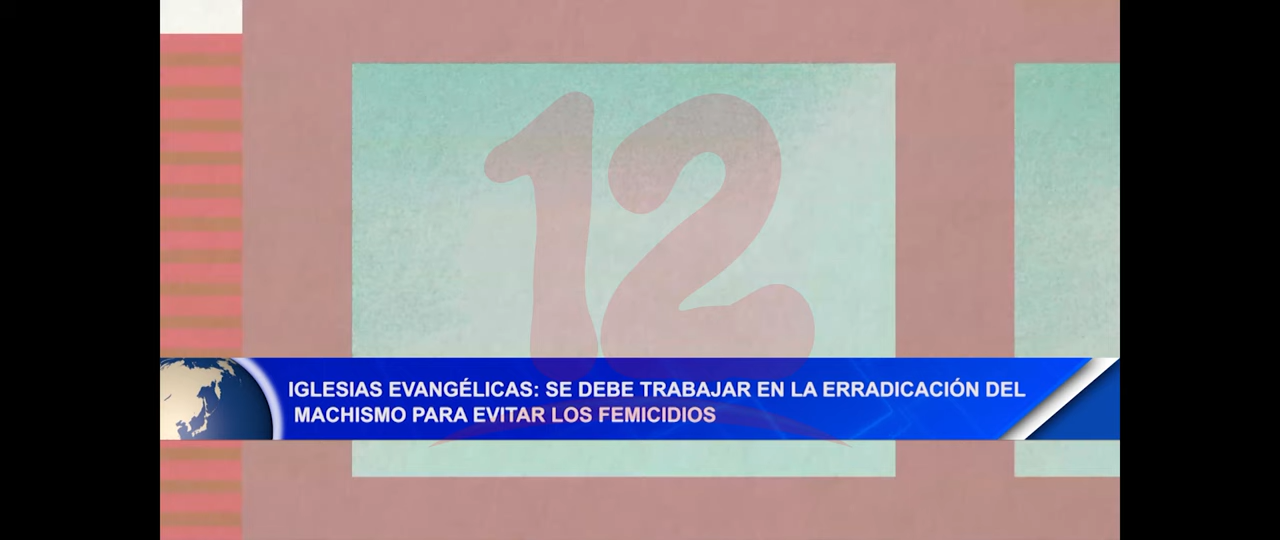 12
IGLESIAS EVANGÉLICAS: SE DEBE TRABAJAR EN LA ERRADICACIÓN DEL
MACHISMO PARA EVITAR LOS FEMICIDIOS